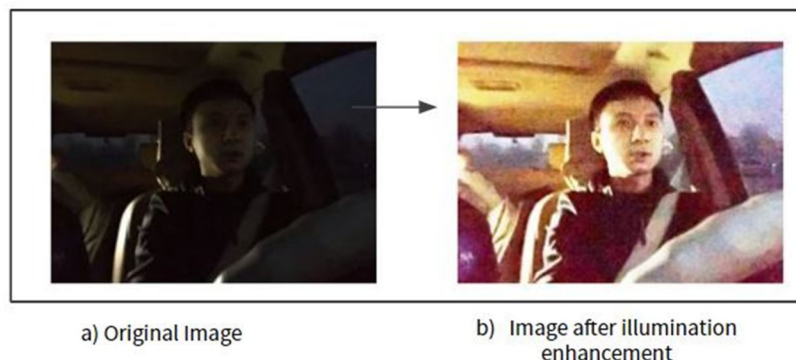 a) Original Image
b) Image after illumination
enhancement